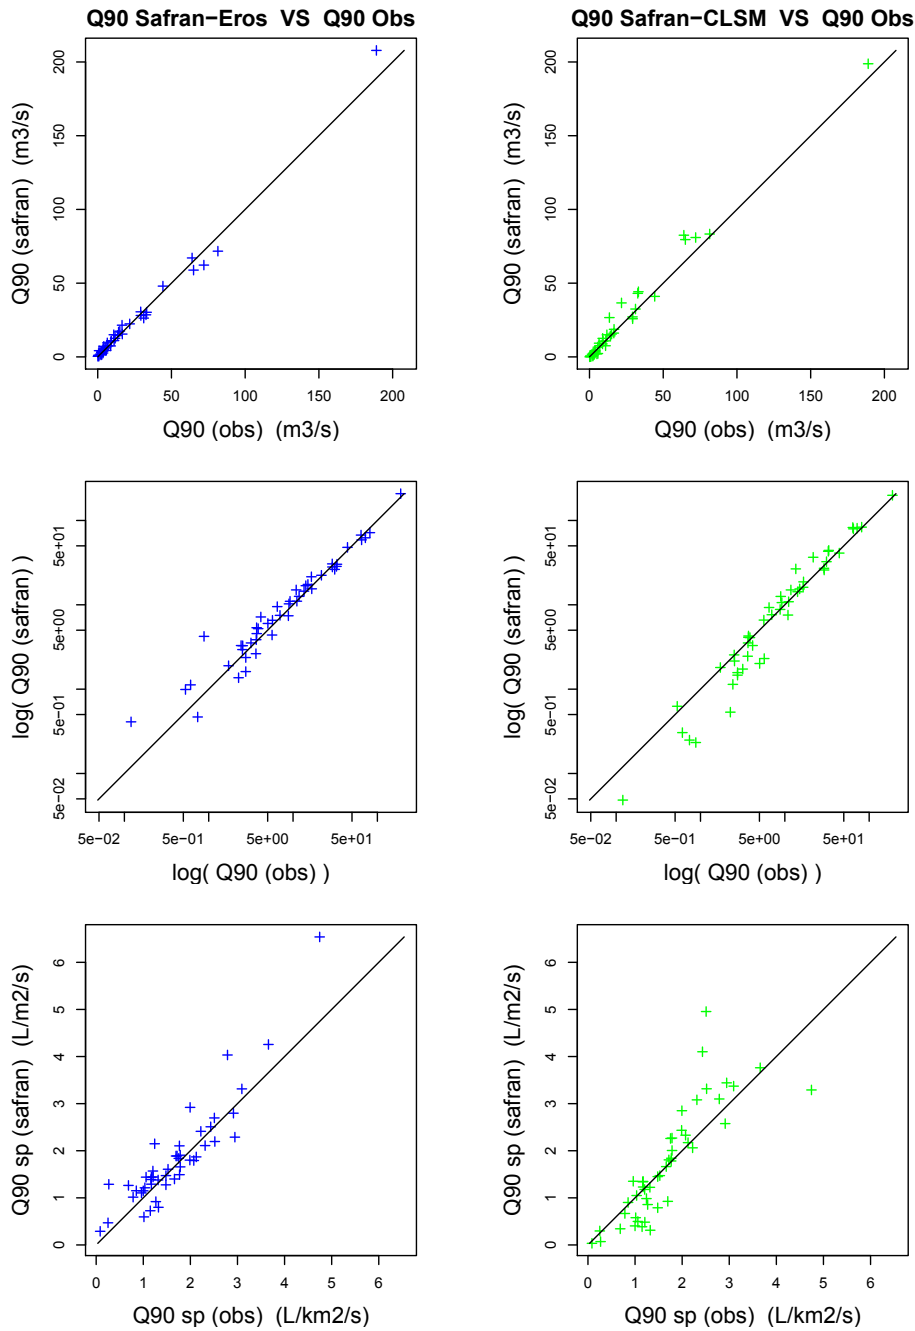 Q90 Safran−Eros VS Q90 Obs
Q90 Safran−CLSM VS Q90 Obs
Q90 (safran) (m3/s)
200
150
100
50
0
0 50 100 150 200
Q90 (obs) (m3/s)
Q90 (safran) (m3/s)
200
150
100
50
0
0 50 100 150 200
Q90 (obs) (m3/s)
log( Q90 (safran) )
5e+01
5e+00
5e−01
5e−02
5e−02 5e−01 5e+00 5e+01
log( Q90 (obs) )
log( Q90 (safran) )
5e+01
5e+00
5e−01
5e−02
5e−02 5e−01 5e+00 5e+01
log( Q90 (obs) )
Q90 sp (safran) (L/m2/s)
6
5
4
3
2
1
0
0 1 2 3 4 5 6
Q90 sp (obs) (L/km2/s)
Q90 sp (safran) (L/m2/s)
6
5
4
3
2
1
0
0 1 2 3 4 5 6
Q90 sp (obs) (L/km2/s)